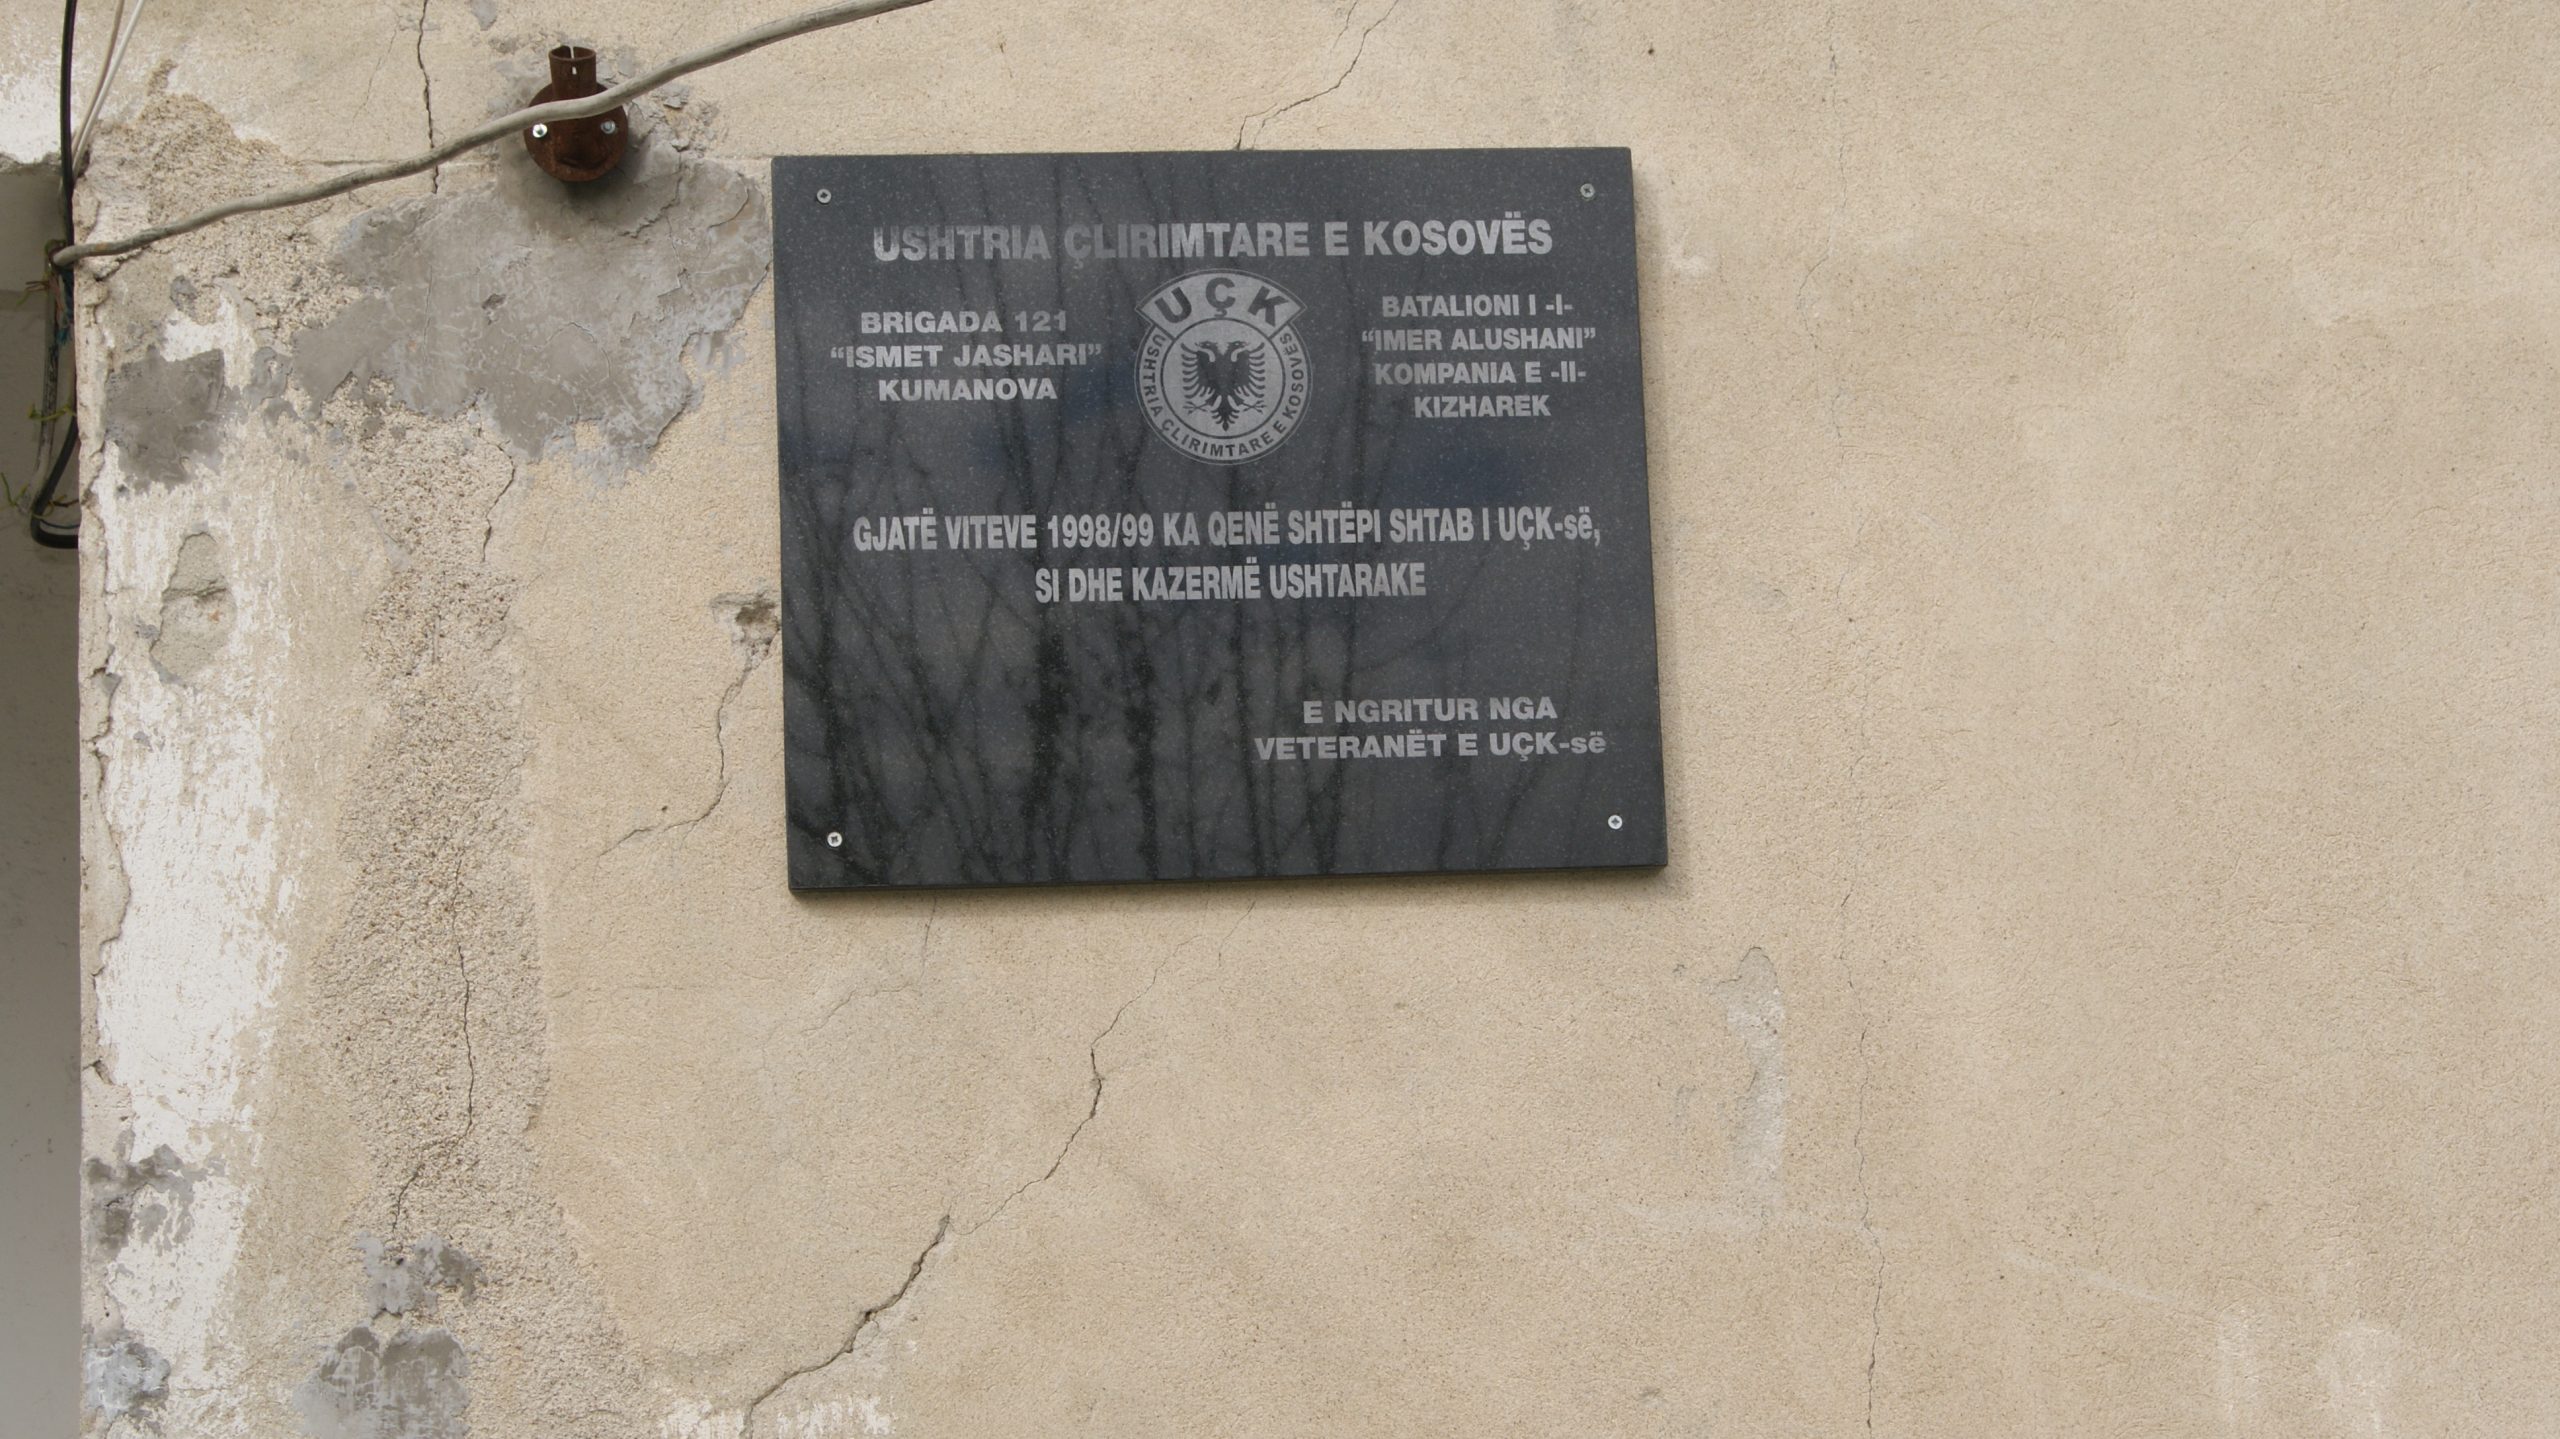 USHTRIA ÇLIRIMTARE E KOSOVËS
BRIGADA 121
“ISMET JASHARI”
KUMANOVA
UÇK
USHTRIA ÇLIRIMTARE E KOSOVËS
BATALIONI I -I-
“IMER ALUSHANI”
KOMPANIA E -II-
KIZHAREK
GJATË VITEVE 1998/99 KA QENË SHTËPI SHTAB I UÇK-së,
SI DHE KAZERMË USHTARAKE
E NGRITUR NGA
VETERANËT E UÇK-së